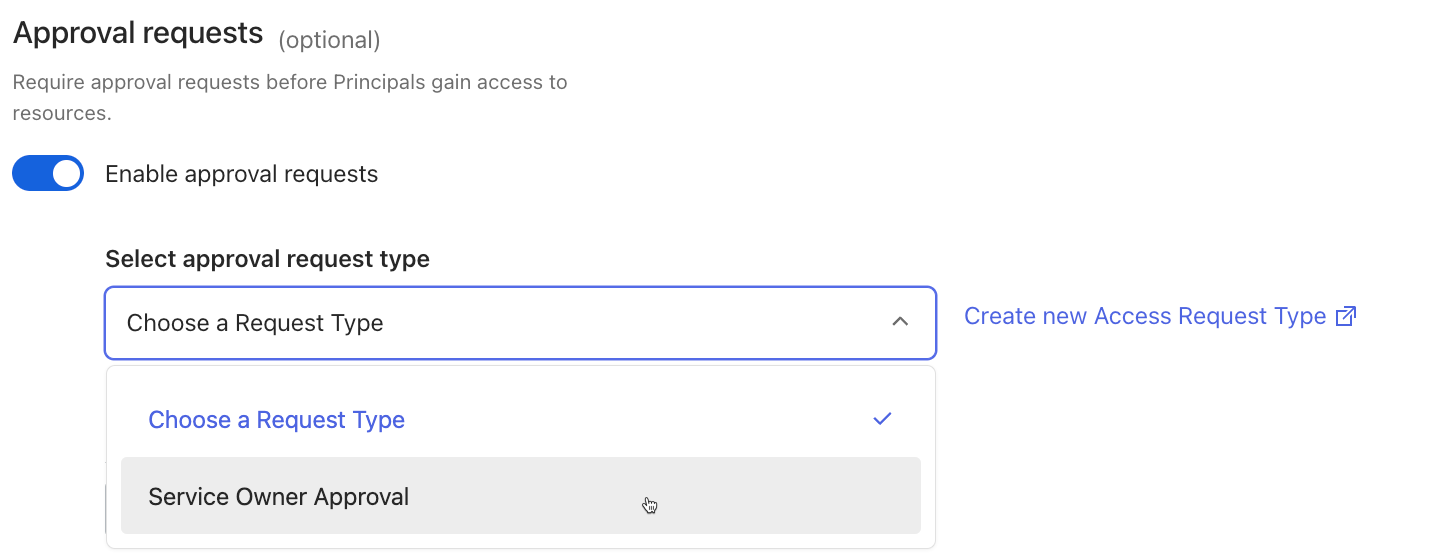 Approval requests (optional)
Require approval requests before Principals gain access to
resources.
Enable approval requests
Select approval request type
Choose a Request Type
Create new Access Request Type
Choose a Request Type
Service Owner Approval